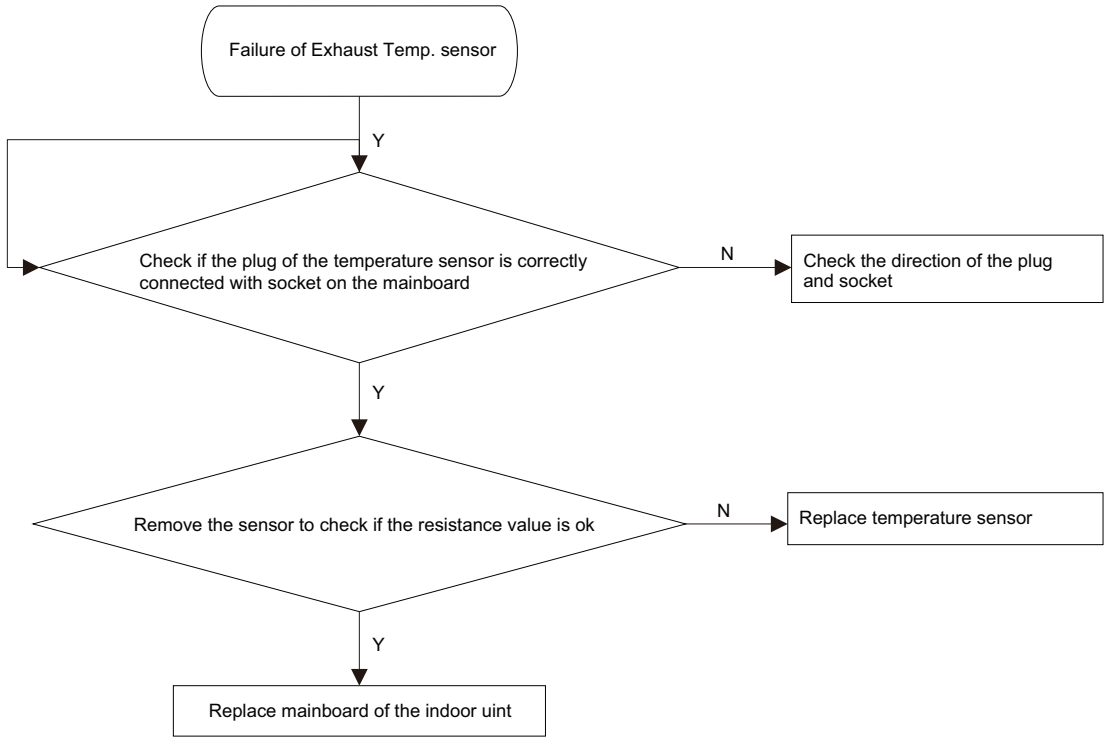 Failure of Exhaust Temp. sensor
Y
Check if the plug of the temperature sensor is correctly
connected with socket on the mainboard
N
Check the direction of the plug
and socket
Y
Remove the sensor to check if the resistance value is ok
N
Replace temperature sensor
Y
Replace mainboard of the indoor uint